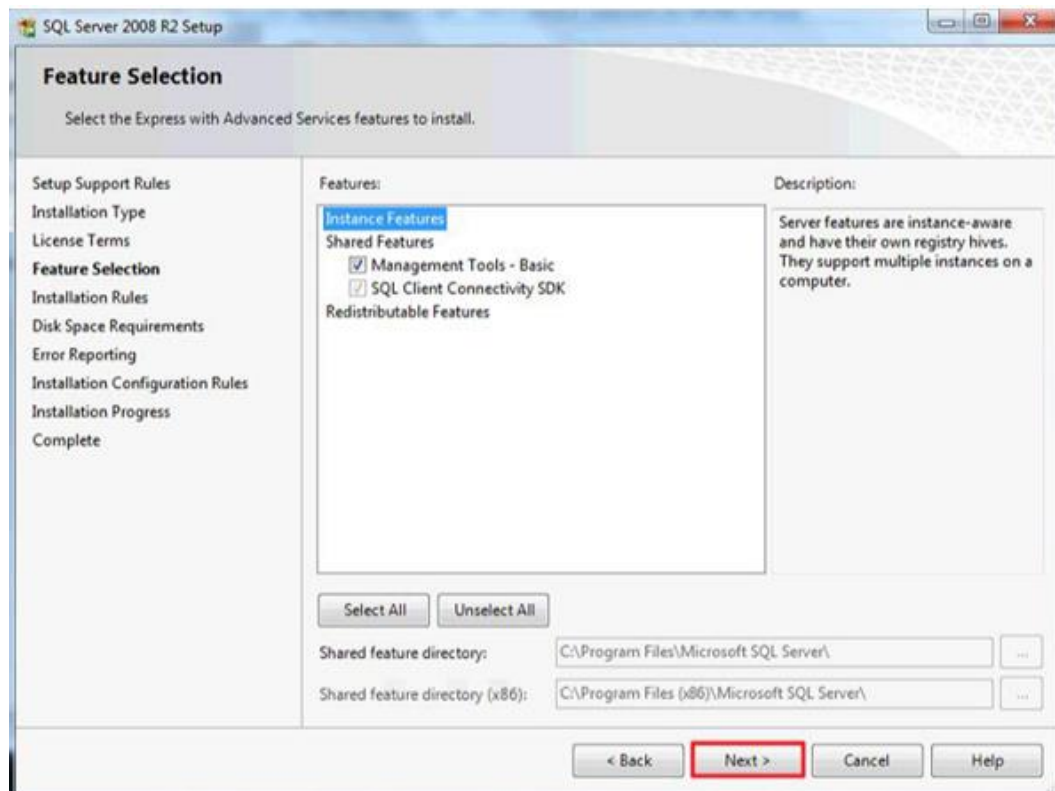 SQL Server 2008 R2 Setup
Feature Selection
Select the Express with Advanced Services features to install.
Setup Support Rules
Installation Type
License Terms
Feature Selection
Installation Rules
Disk Space Requirements
Error Reporting
Installation Configuration Rules
Installation Progress
Complete
Features:
Instance Features
Shared Features
Management Tools - Basic
SQL Client Connectivity SDK
Redistributable Features
Description:
Server features are instance-aware
and have their own registry hives.
They support multiple instances on a
computer.
Select All
Unselect All
Shared feature directory:
C:\Program Files\Microsoft SQL Server\
...
Shared feature directory (x86):
C:\Program Files (x86)\Microsoft SQL Server\
...
< Back
Next >
Cancel
Help